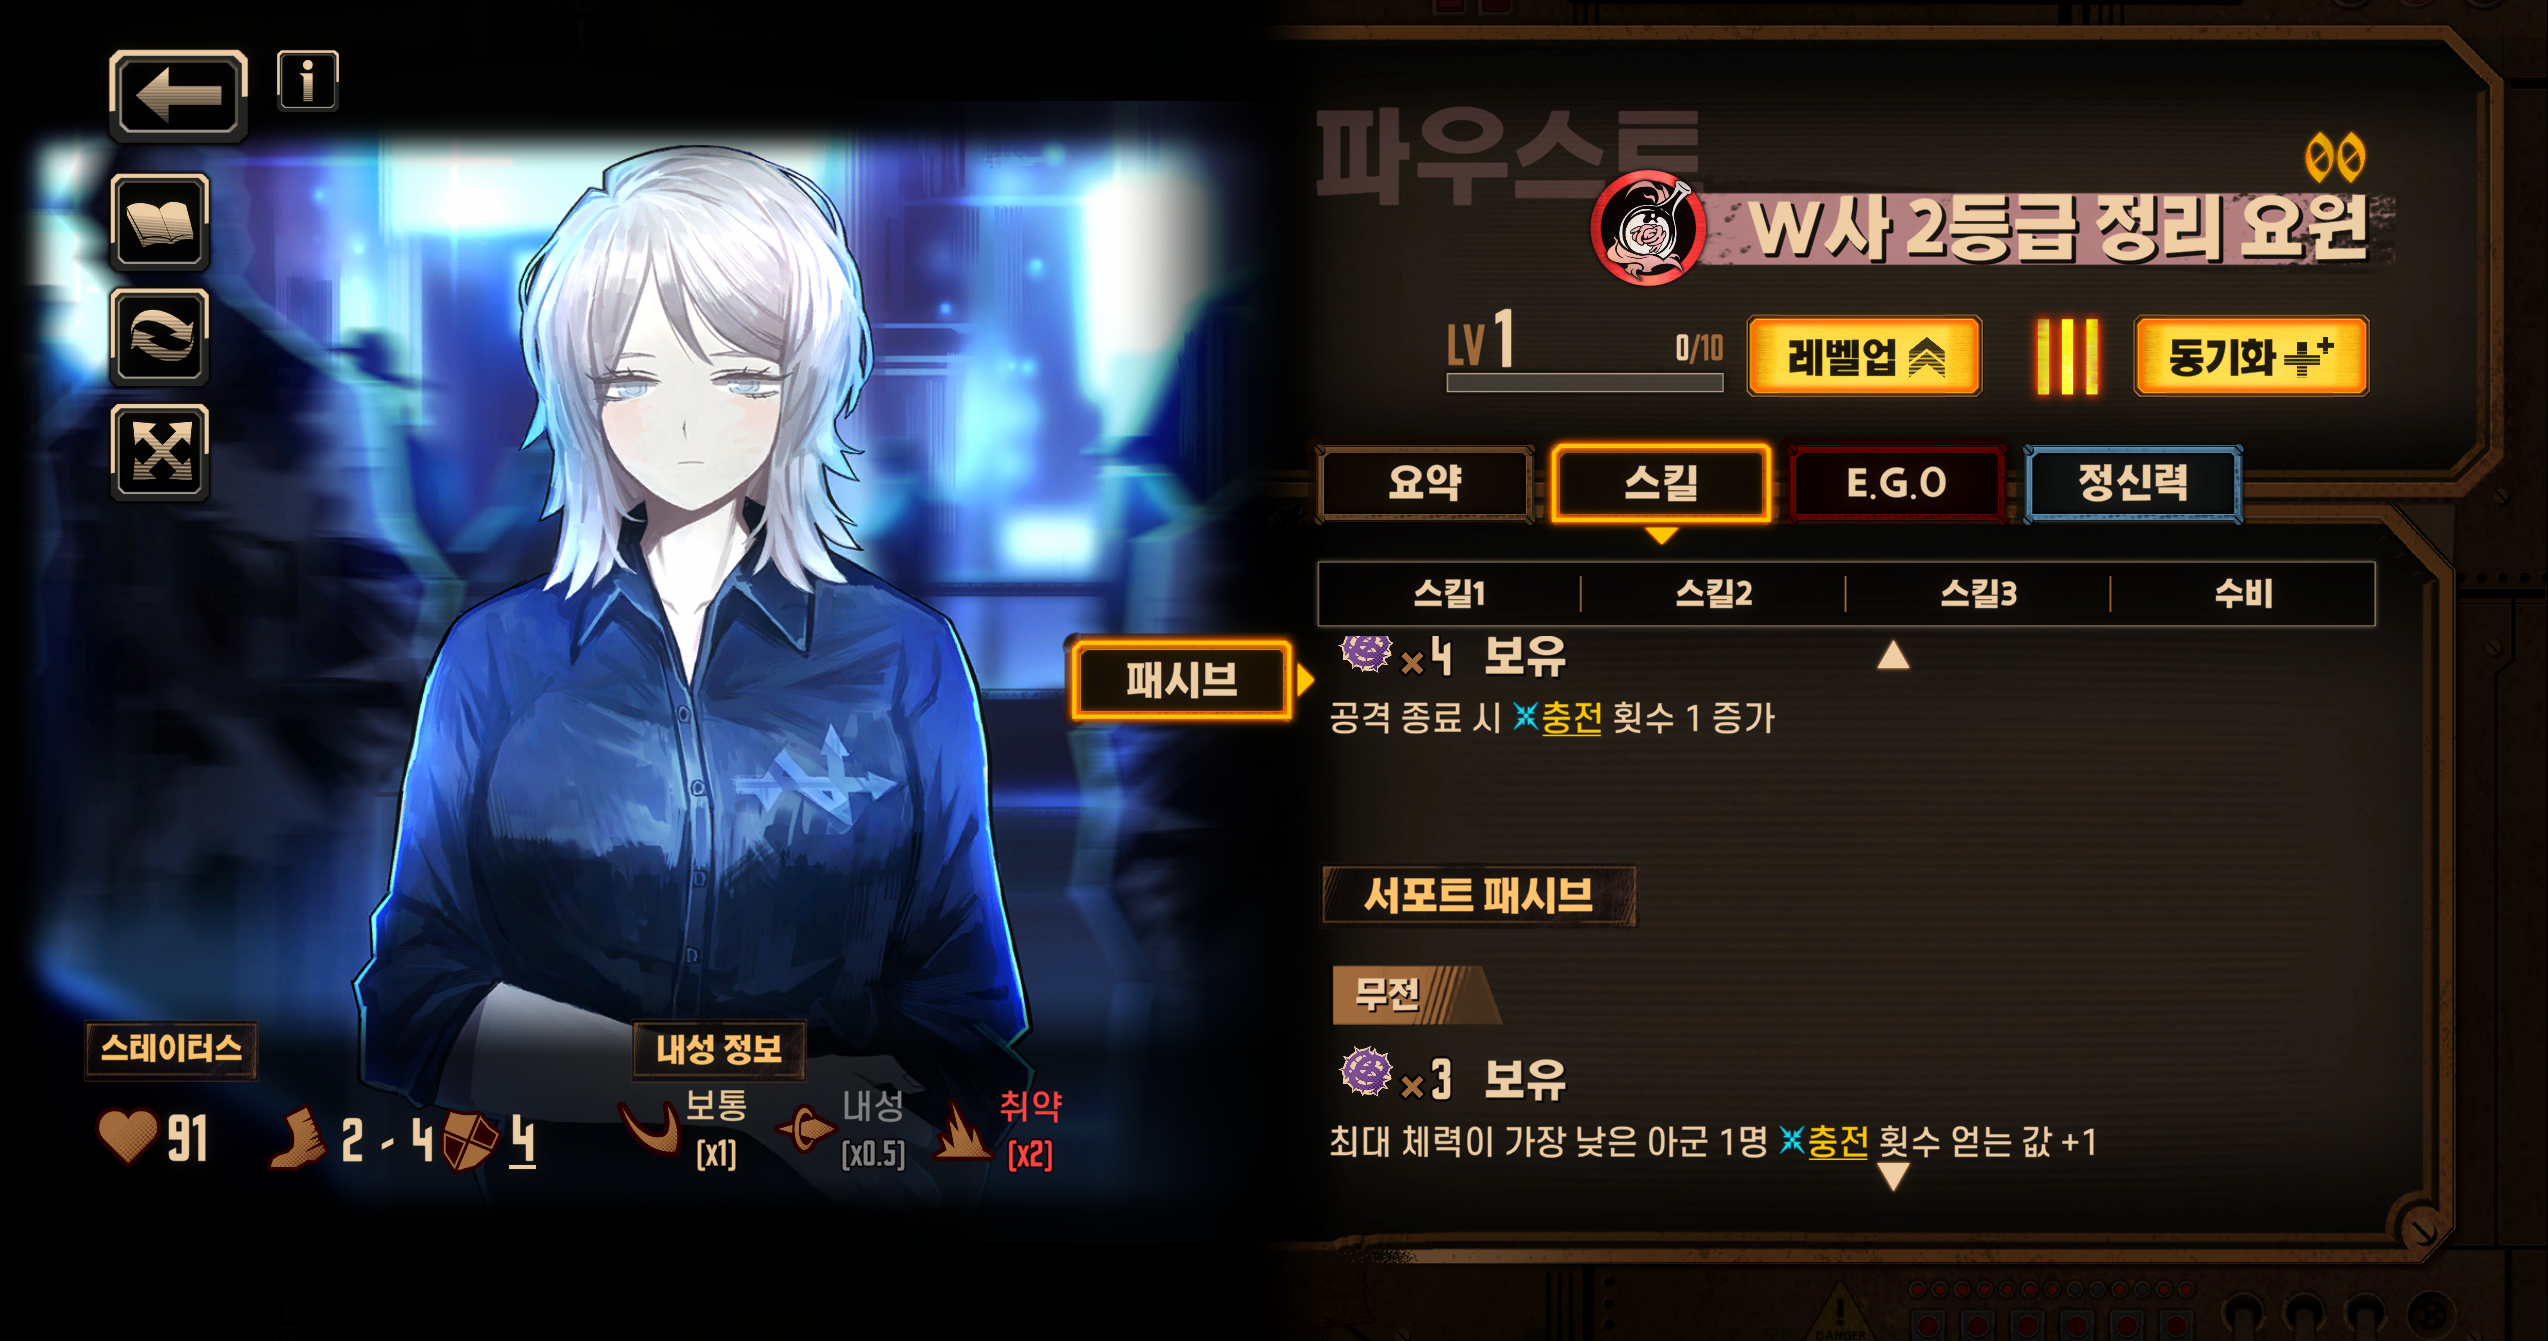 파우스트
W사 2등급 정리 요원
LV 1
0/10
레벨업
동기화
요약
스킬
E.G.O
정신력
스킬1
스킬2
스킬3
수비
패시브
×4 보유
공격 종료 시 충전 횟수 1 증가
서포트 패시브
무전
×3 보유
최대 체력이 가장 낮은 아군 1명 충전 횟수 얻는 값 +1
스테이터스
91
2 - 4
4
내성 정보
보통
[x1]
내성
[x0.5]
취약
[x2]
DANGER